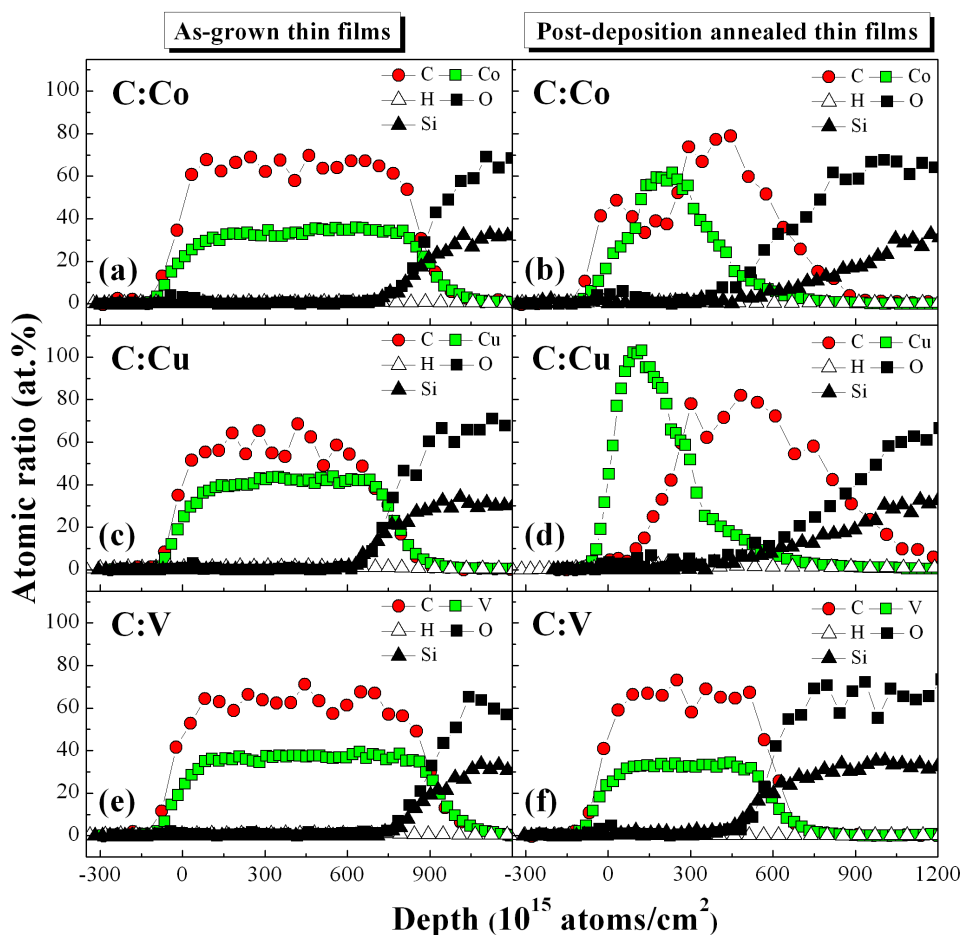 As-grown thin films
Post-deposition annealed thin films
Atomic ratio (at.%)
C:Co
C Co
H O
Si
(a)
100
80
60
40
20
0
C:Co
C Co
H O
Si
(b)
C:Cu
C Cu
H O
Si
(c)
100
80
60
40
20
0
C:Cu
C Cu
H O
Si
(d)
C:V
C V
H O
Si
(e)
100
80
60
40
20
0
C:V
C V
H O
Si
(f)
-300 0 300 600 900 -300 0 300 600 900 1200
Depth (10¹⁵ atoms/cm²)